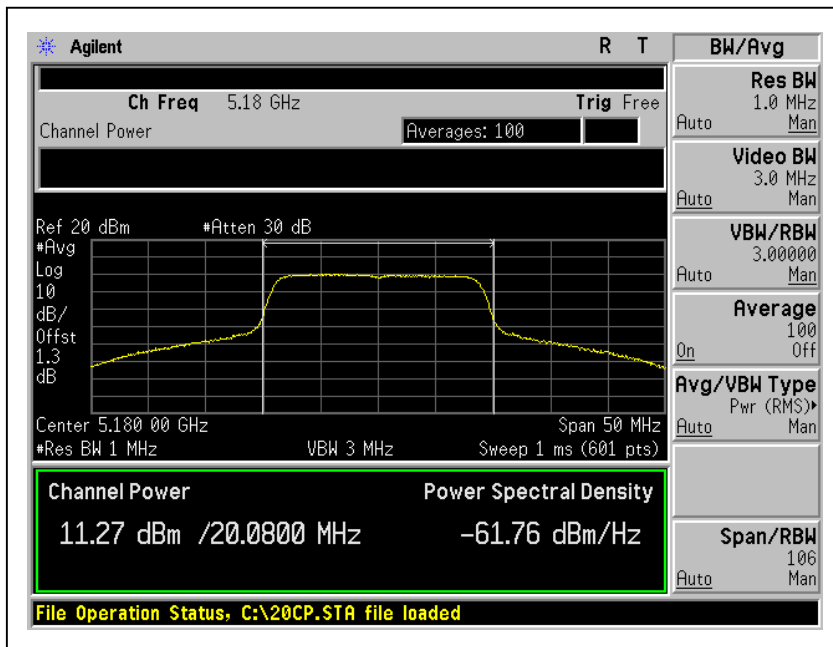 Agilent R T BW/Avg
Ch Freq 5.18 GHz Trig Free
Channel Power Averages: 100
Ref 20 dBm #Atten 30 dB
#Avg
Log
10
dB/
Offst
1.3
dB
Center 5.180 00 GHz Span 50 MHz
#Res BW 1 MHz VBW 3 MHz Sweep 1 ms (601 pts)
Channel Power Power Spectral Density
11.27 dBm /20.0800 MHz -61.76 dBm/Hz
File Operation Status, C:\20CP.STA file loaded
Res BW
1.0 MHz
Auto Man
Video BW
3.0 MHz
Auto Man
VBW/RBW
3.00000
Auto Man
Average
100
On Off
Avg/VBW Type
Pwr (RMS)▸
Auto Man
Span/RBW
106
Auto Man